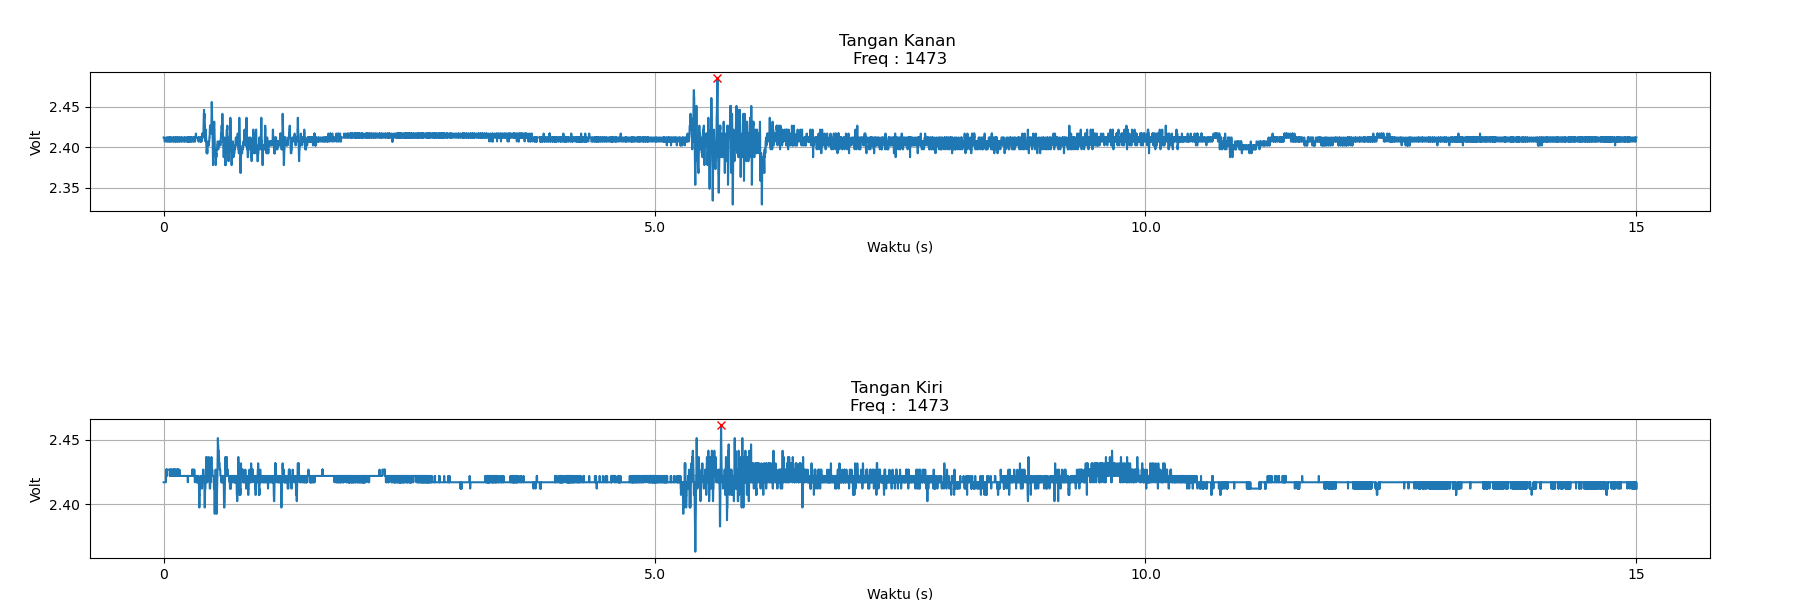 Tangan Kanan
Freq : 1473
Volt
2.45
2.40
2.35
0 5.0 10.0 15
Waktu (s)
Tangan Kiri
Freq :  1473
Volt
2.45
2.40
0 5.0 10.0 15
Waktu (s)